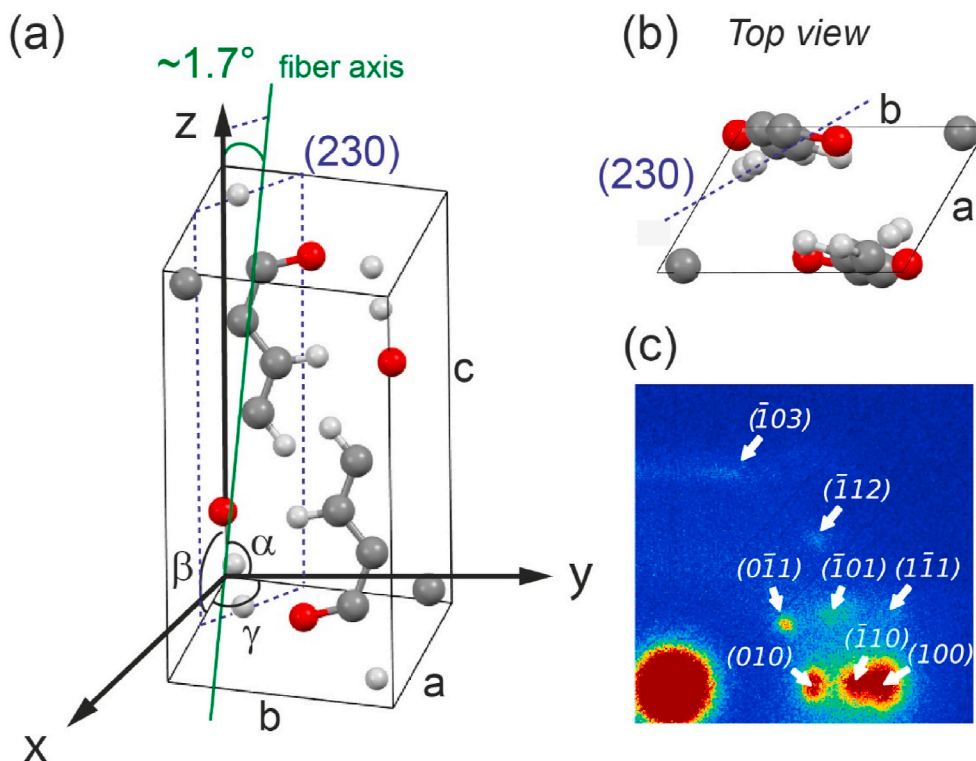 (a)
~1.7° fiber axis
z
(230)
c
β
α
γ
y
x
b
a
(b) Top view
b
(230)
a
(c)
(1̄03)
(1̄12)
(01̄1) (1̄01) (11̄1)
(010) (1̄10) (100)